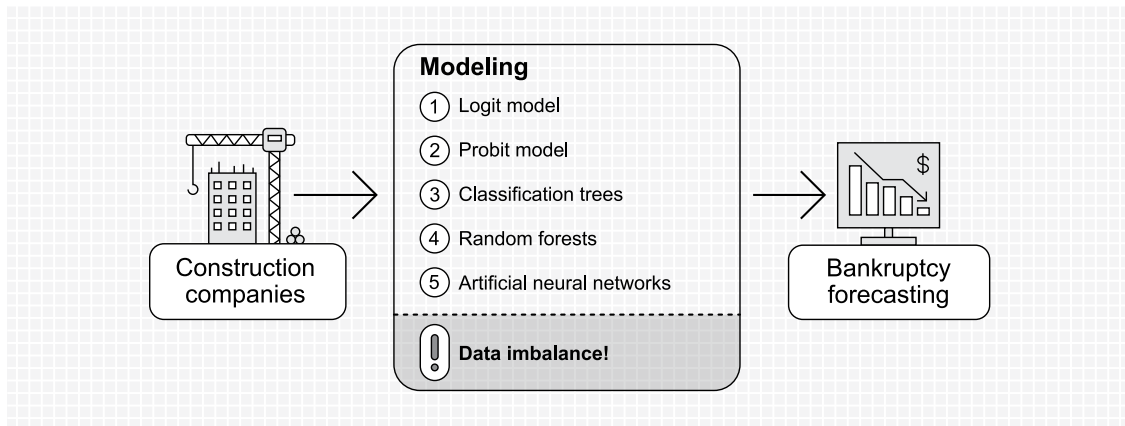 Construction
companies
Modeling
1 Logit model
2 Probit model
3 Classification trees
4 Random forests
5 Artificial neural networks
Data imbalance!
$
Bankruptcy
forecasting